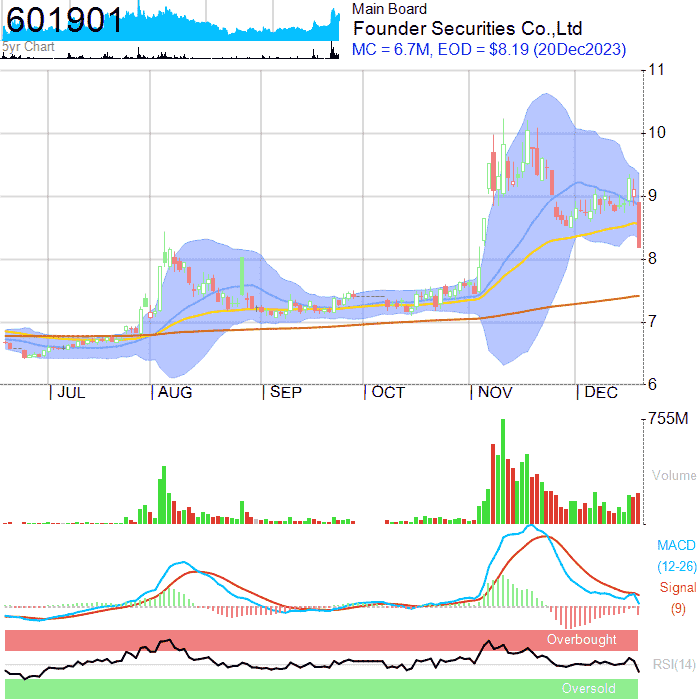 601901
5yr Chart
Main Board
Founder Securities Co.,Ltd
MC = 6.7M, EOD = $8.19 (20Dec2023)
11
10
9
8
7
6
JUL
AUG
SEP
OCT
NOV
DEC
755M
Volume
MACD
(12-26)
Signal
(9)
Overbought
RSI(14)
Oversold